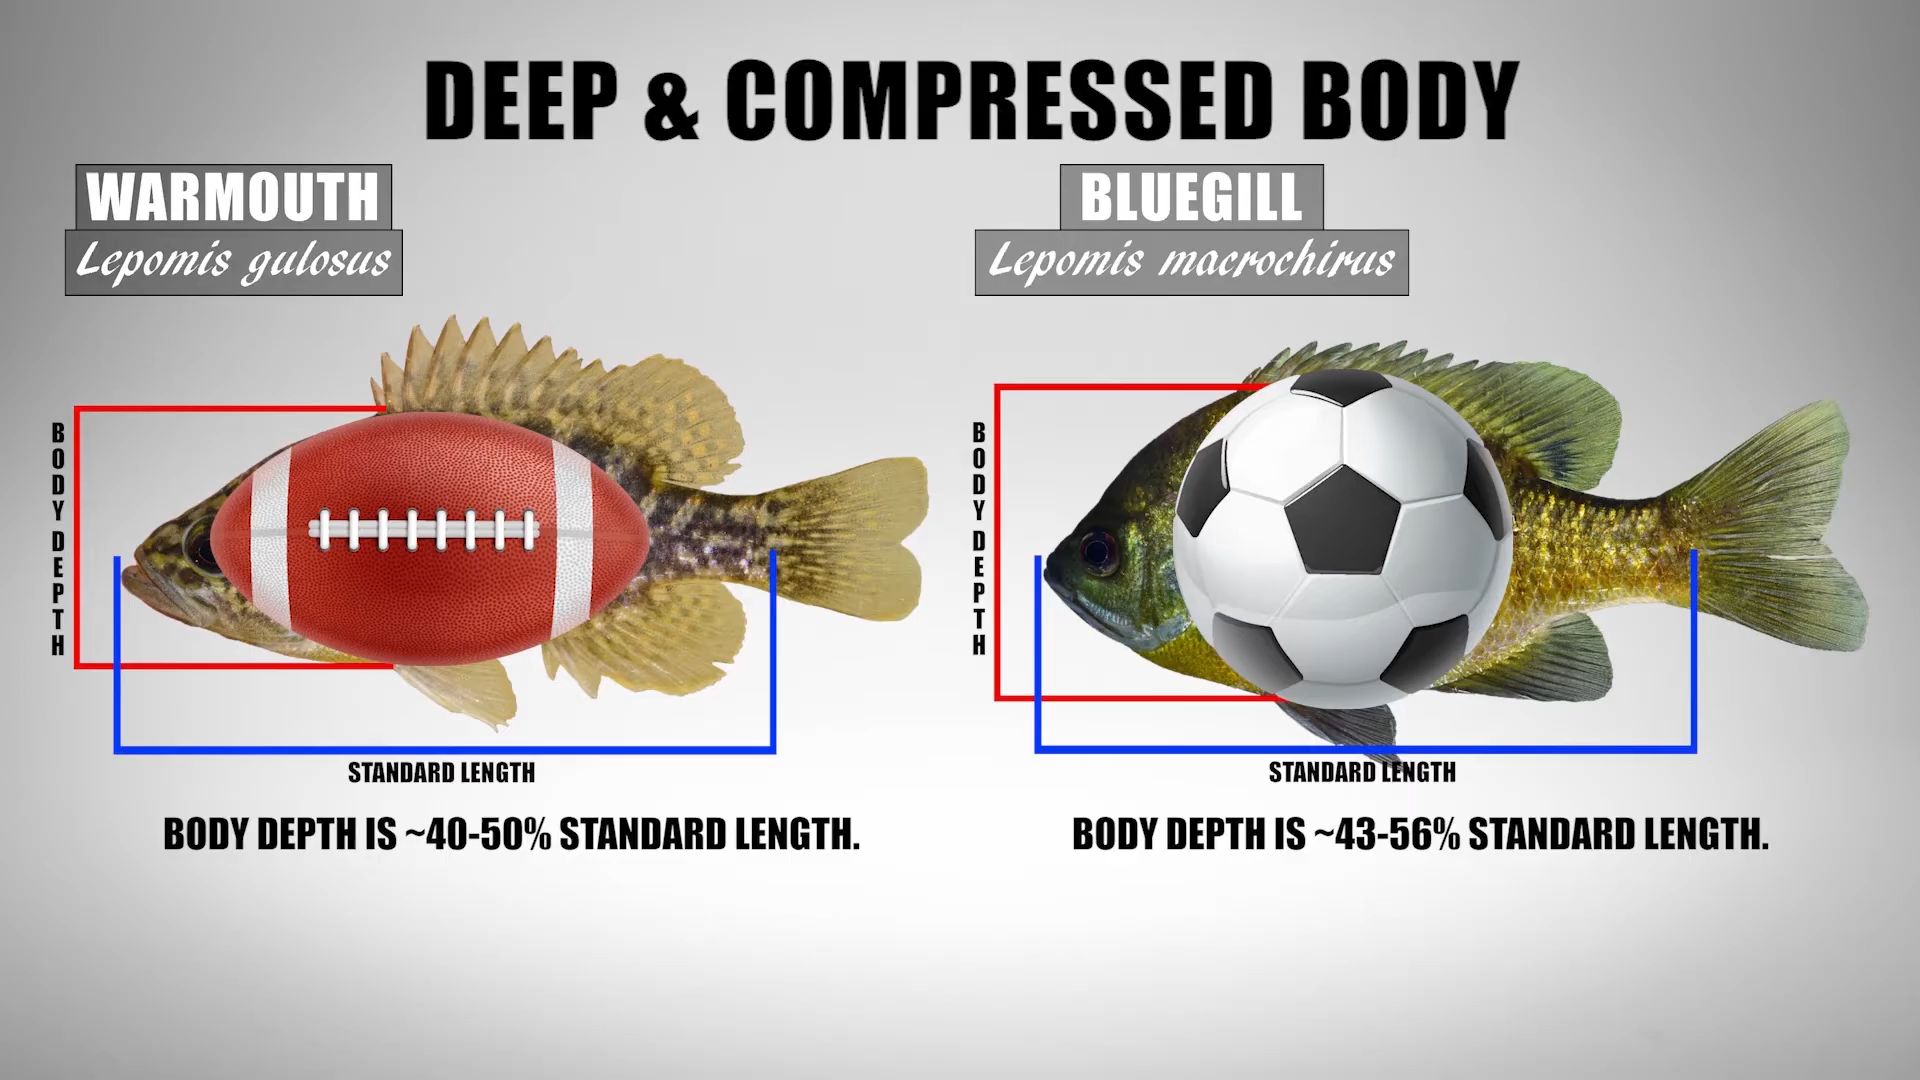 DEEP & COMPRESSED BODY
WARMOUTH
Lepomis gulosus
BODY DEPTH
STANDARD LENGTH
BODY DEPTH IS ~40-50% STANDARD LENGTH.
BLUEGILL
Lepomis macrochirus
BODY DEPTH
STANDARD LENGTH
BODY DEPTH IS ~43-56% STANDARD LENGTH.